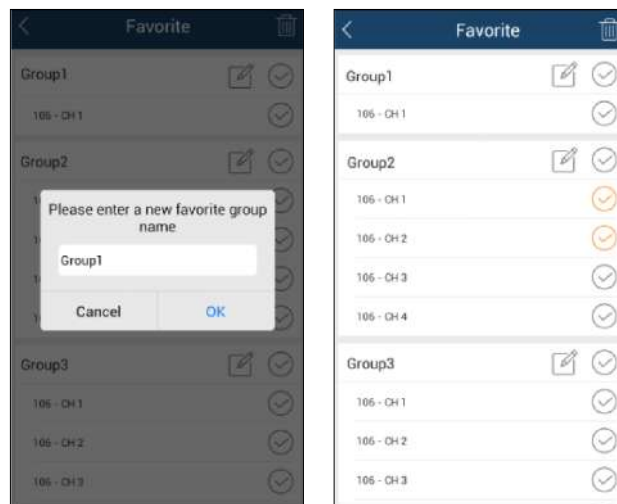 Favorite
Group1
106 - CH 1
Group2
Please enter a new favorite group
name
Group1
Cancel
OK
Group3
106 - CH 1
106 - CH 2
106 - CH 3
Favorite
Group1
106 - CH 1
Group2
106 - CH 1
106 - CH 2
106 - CH 3
106 - CH 4
Group3
106 - CH 1
106 - CH 2
106 - CH 3